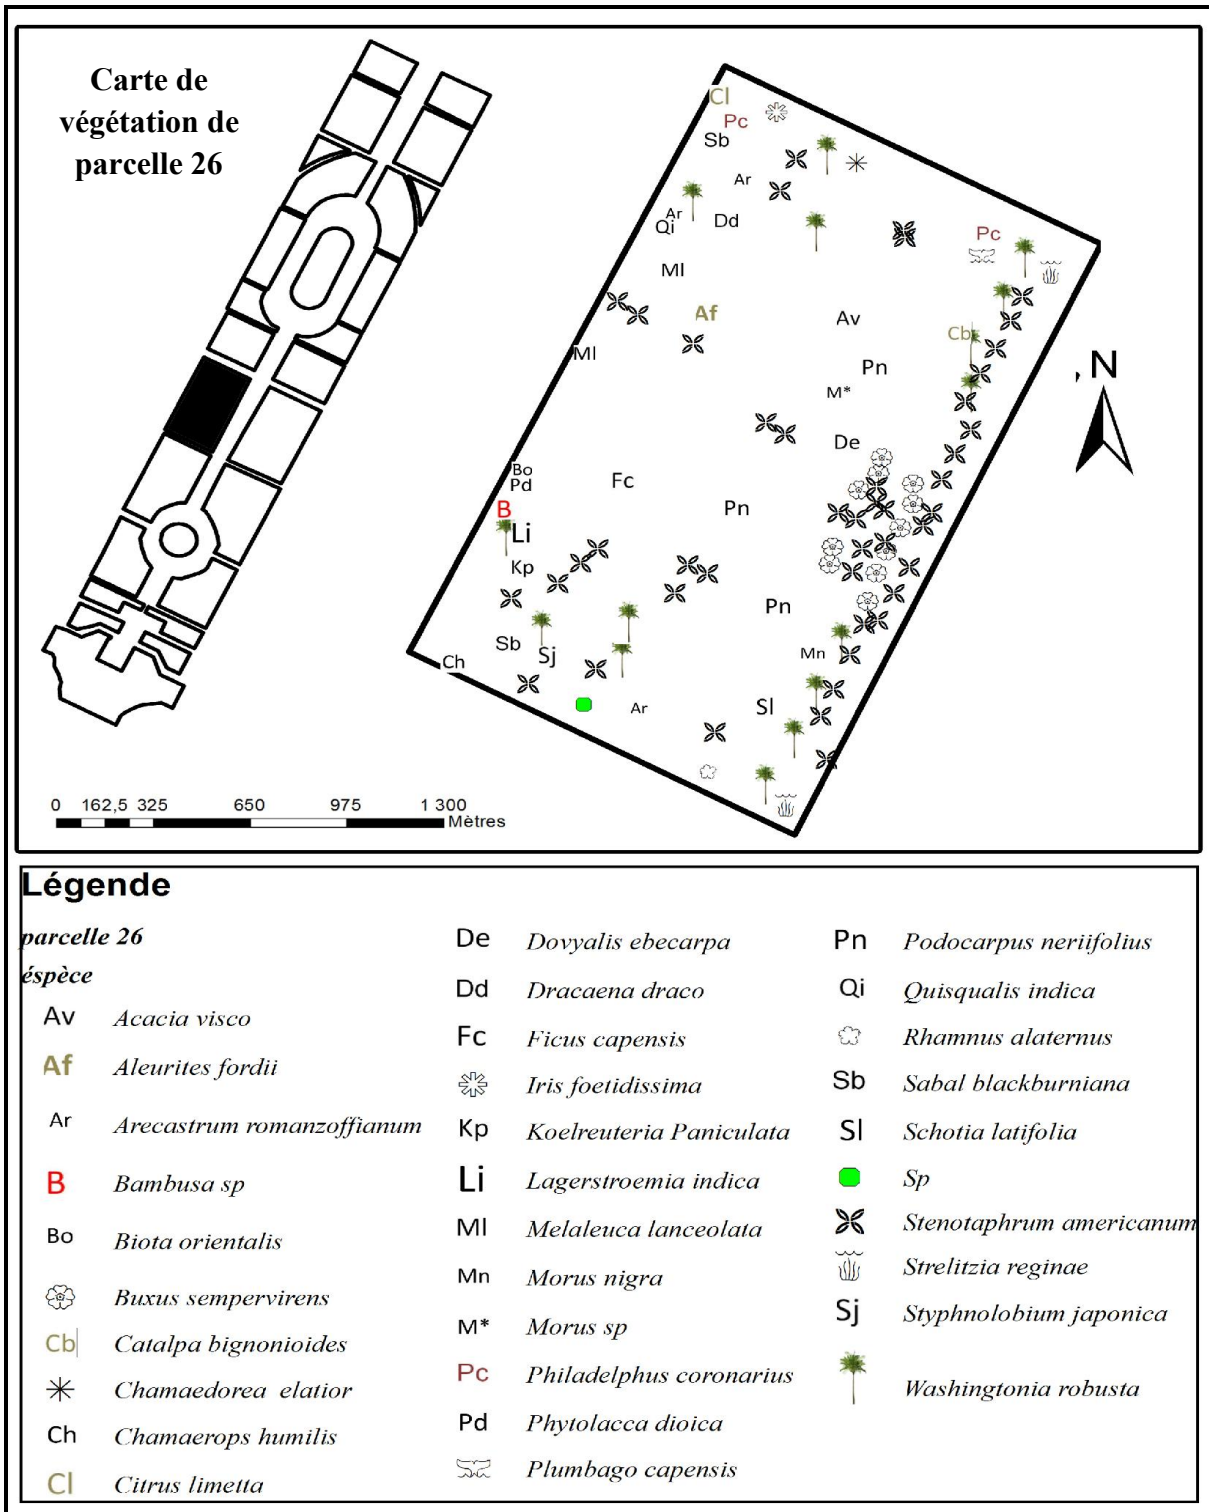 Carte de
végétation de
parcelle 26
Cl
Pc
Sb
Ar
Ar
Qi
Dd
Pc
Ml
Af
Av
Cb
Ml
Pn
M*
N
De
Bo
Pd
Fc
B
Pn
Li
Kp
Pn
Sb
Sj
Mn
Ch
Ar
Sl
0 162,5 325 650 975 1 300
Mètres
Légende
parcelle 26
éspèce
Av Acacia visco
Af Aleurites fordii
Ar Arecastrum romanzoffianum
B Bambusa sp
Bo Biota orientalis
Buxus sempervirens
Cb Catalpa bignonioides
Chamaedorea elatior
Ch Chamaerops humilis
Cl Citrus limetta
De Dovyalis ebecarpa
Dd Dracaena draco
Fc Ficus capensis
Iris foetidissima
Kp Koelreuteria Paniculata
Li Lagerstroemia indica
Ml Melaleuca lanceolata
Mn Morus nigra
M* Morus sp
Pc Philadelphus coronarius
Pd Phytolacca dioica
Plumbago capensis
Pn Podocarpus neriifolius
Qi Quisqualis indica
Rhamnus alaternus
Sb Sabal blackburniana
Sl Schotia latifolia
Sp
Stenotaphrum americanum
Strelitzia reginae
Sj Styphnolobium japonica
Washingtonia robusta